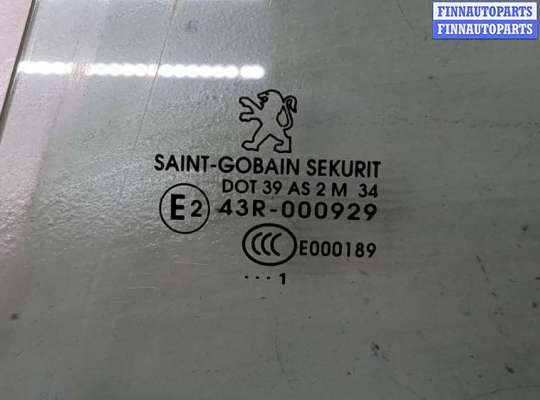 FINNAUTOPARTS
FINNAUTOPARTS
SAINT-GOBAIN SEKURIT
DOT 39 AS 2 M 34
E2 43R-000929
CCC E000189
... 1